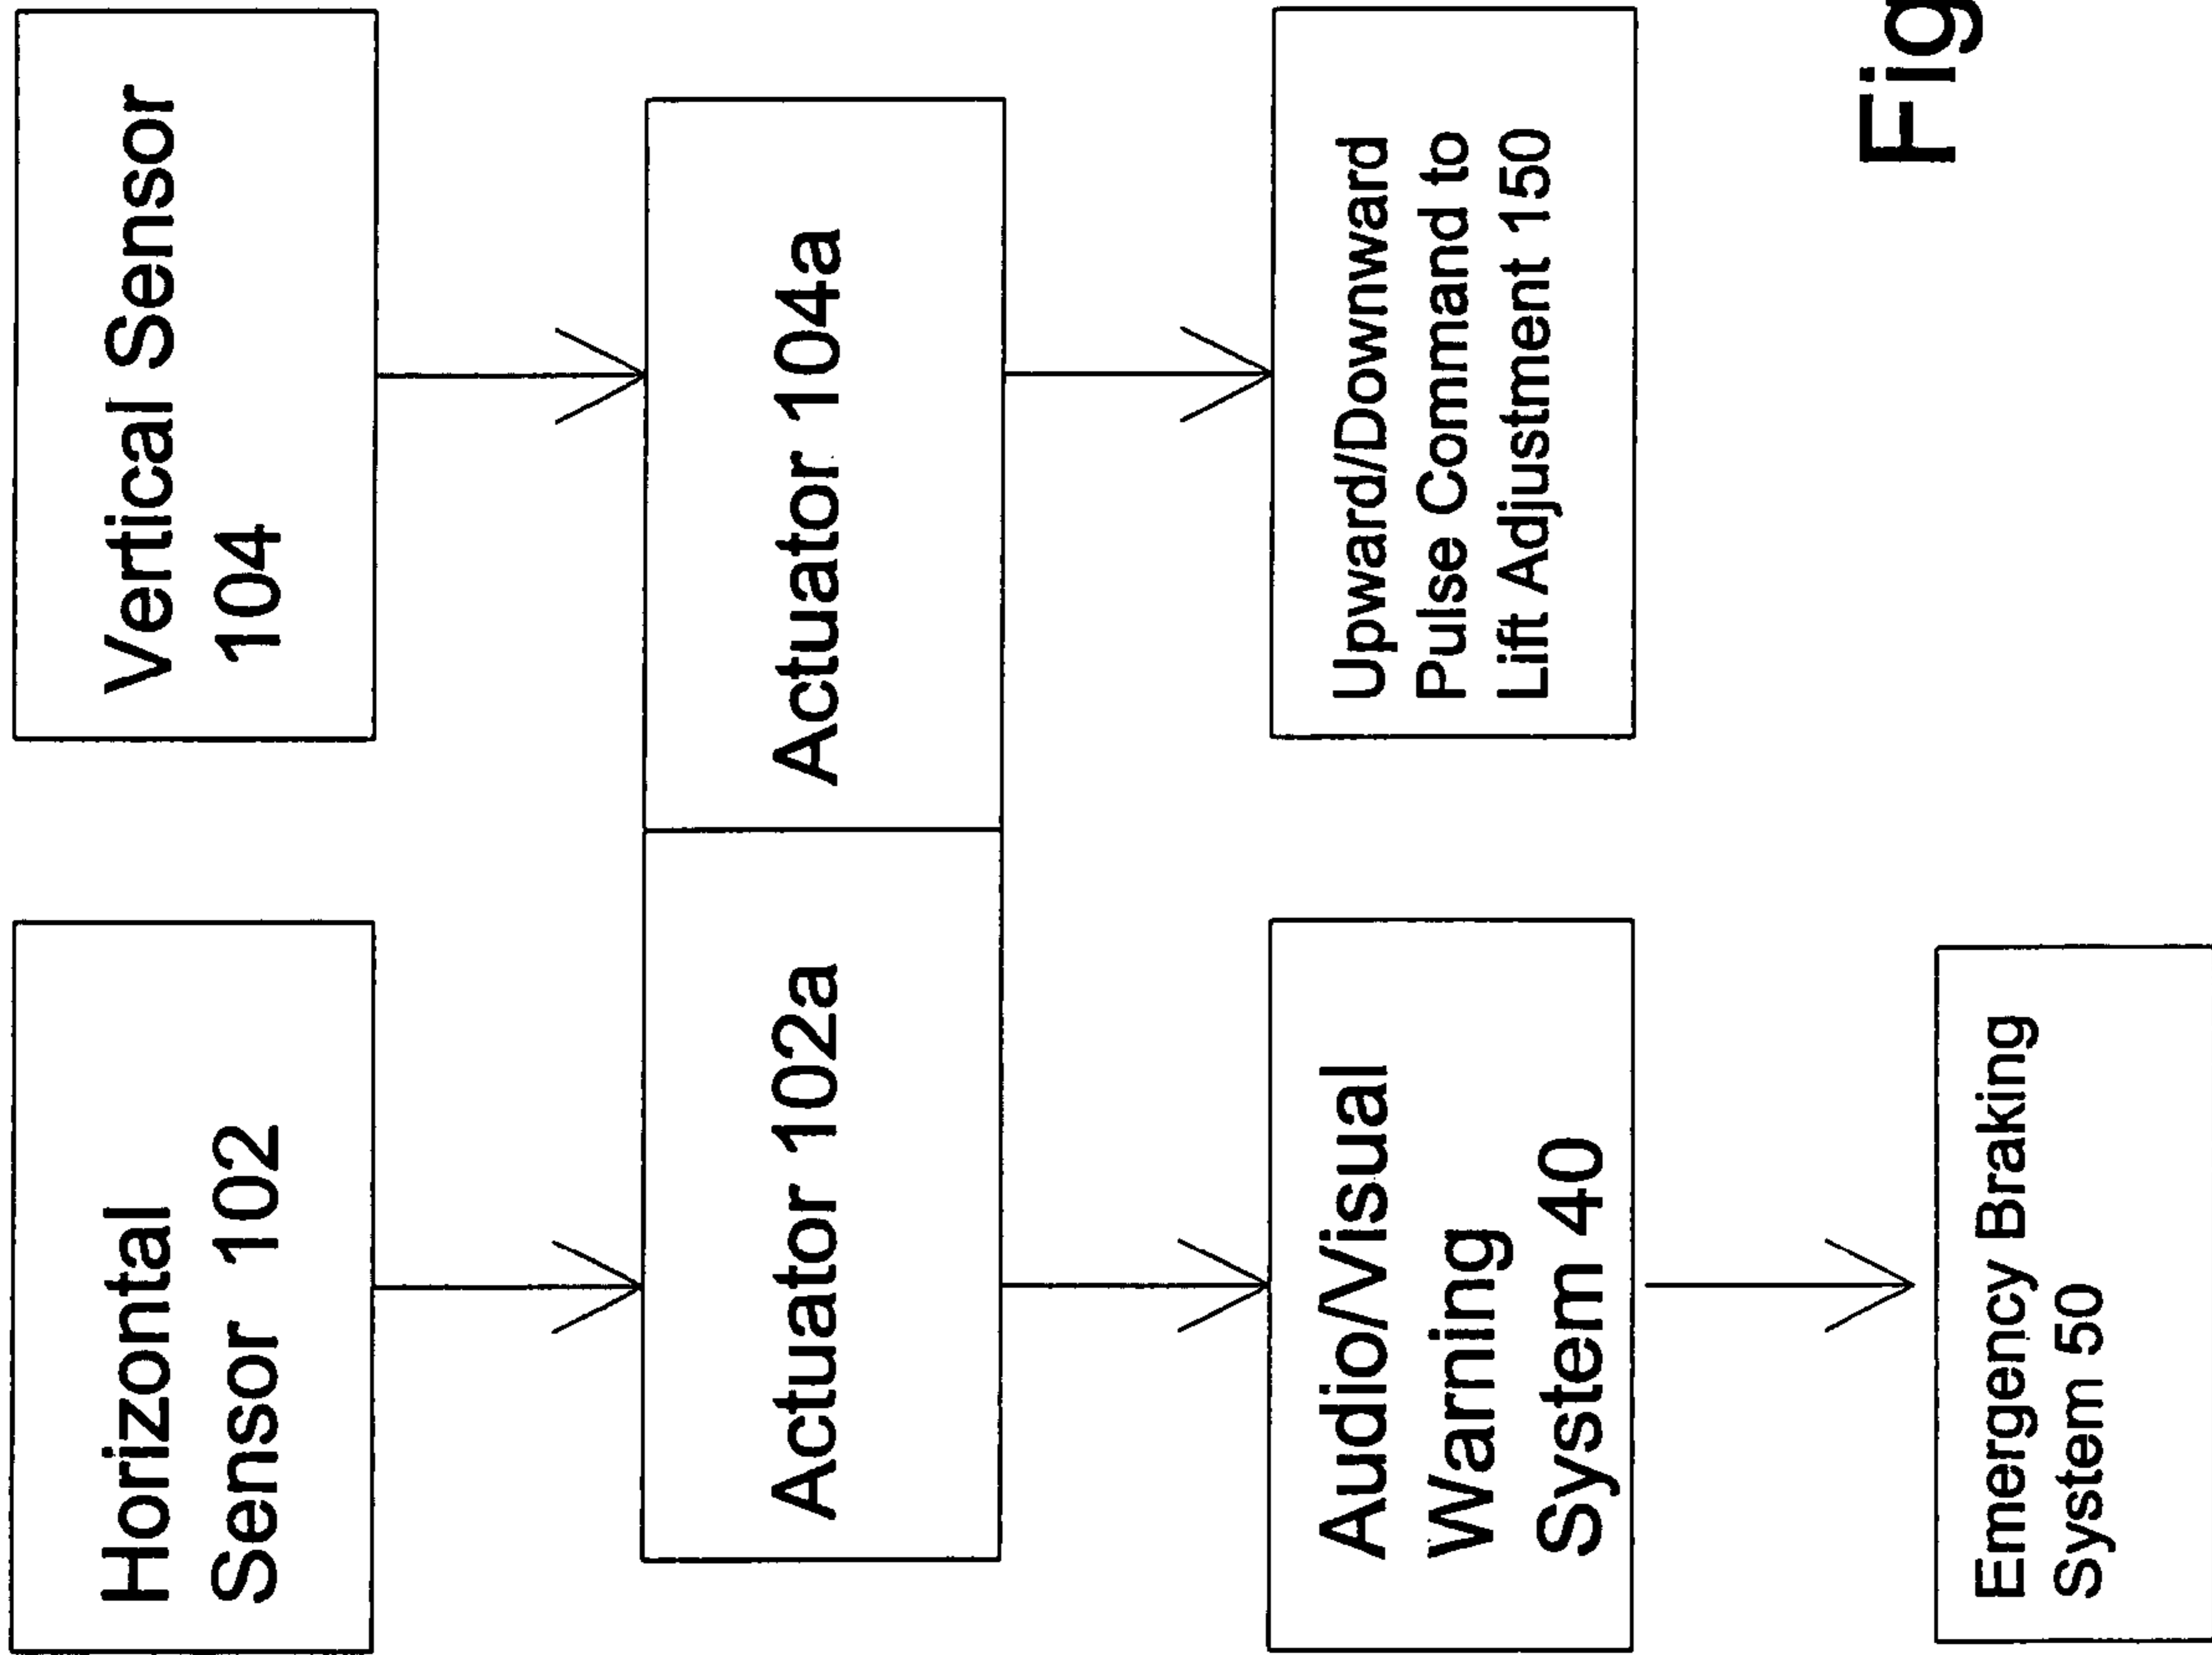 Horizontal
Sensor 102
Vertical Sensor
104
Actuator 102a
Actuator 104a
Audio/Visual
Warning
System 40
Upward/Downward
Pulse Command to
Lift Adjustment 150
Emergency Braking
System 50
Fig